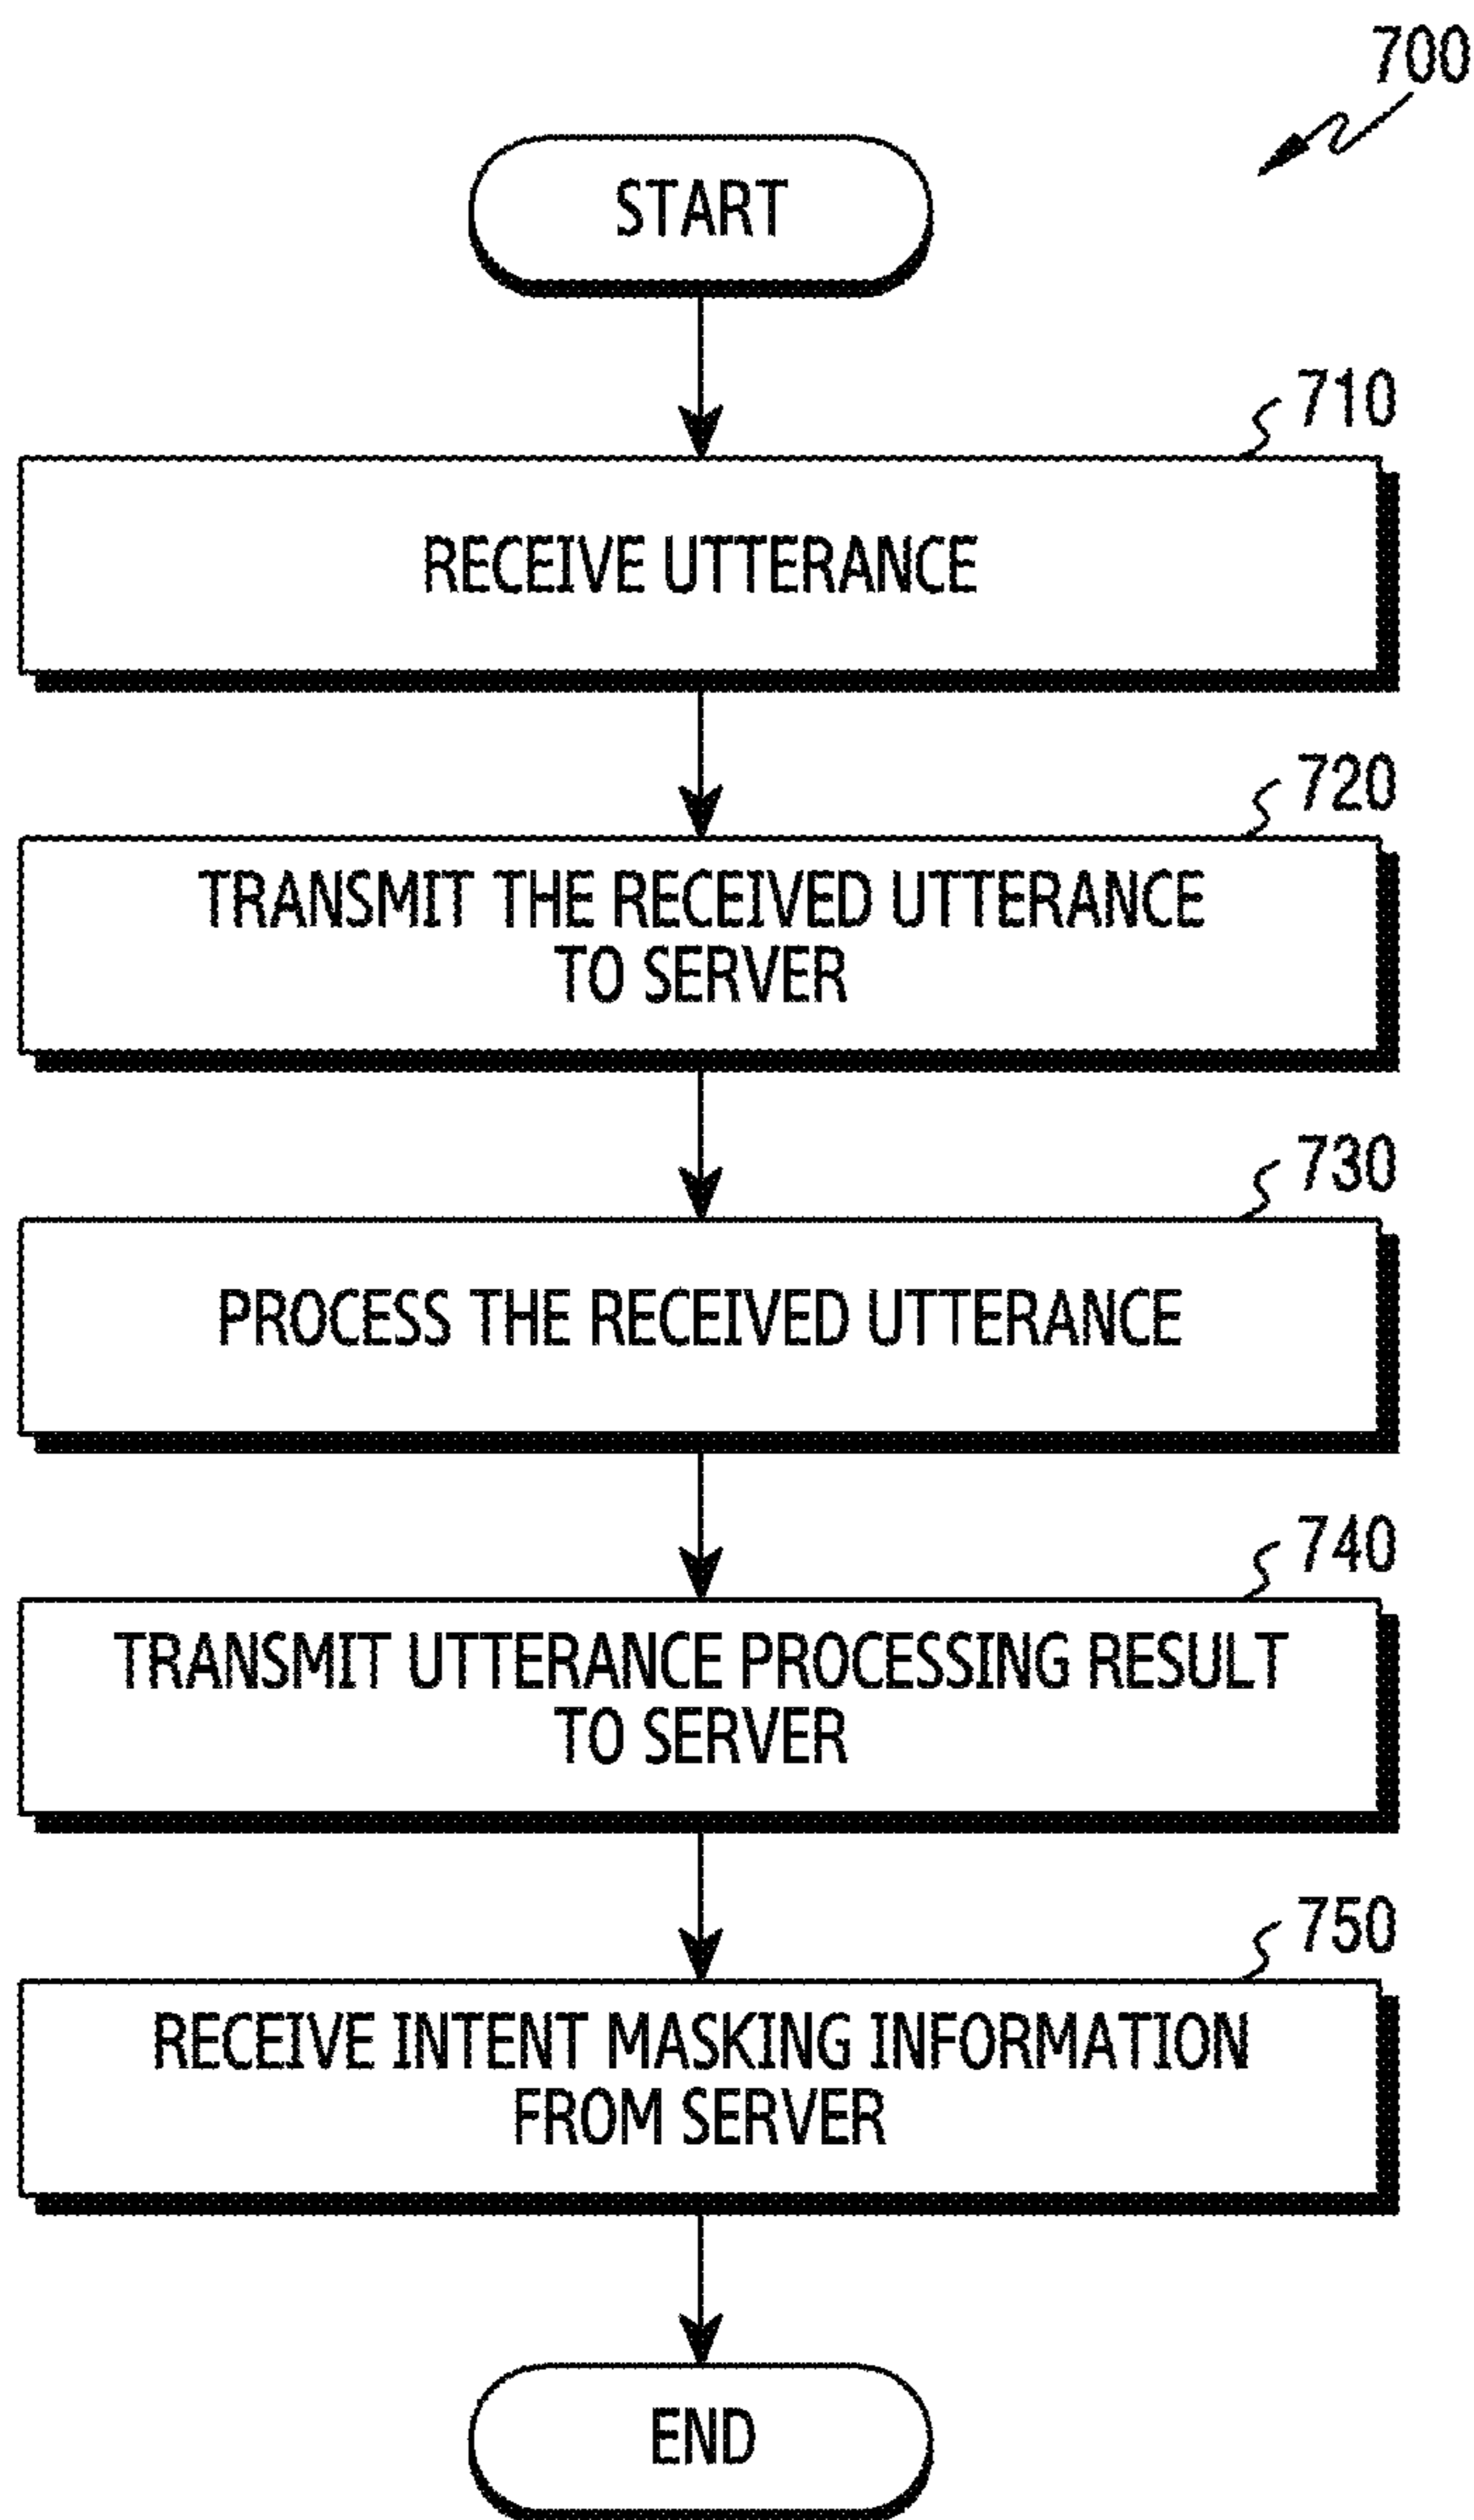 700
START
710
RECEIVE UTTERANCE
720
TRANSMIT THE RECEIVED UTTERANCE
TO SERVER
730
PROCESS THE RECEIVED UTTERANCE
740
TRANSMIT UTTERANCE PROCESSING RESULT
TO SERVER
750
RECEIVE INTENT MASKING INFORMATION
FROM SERVER
END